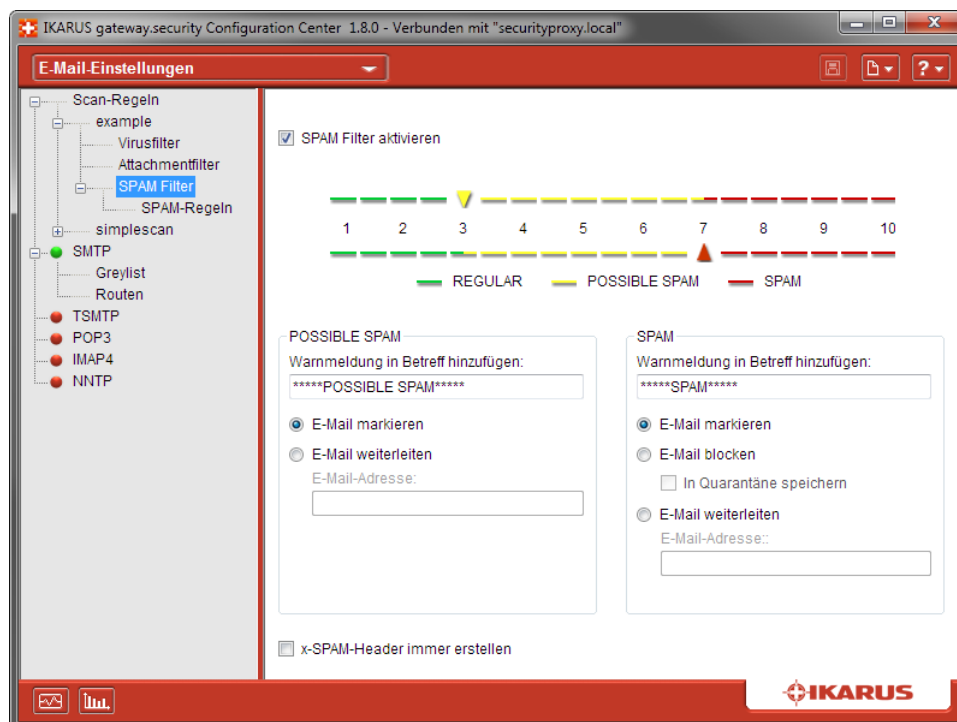 IKARUS gateway.security Configuration Center 1.8.0 - Verbunden mit "securityproxy.local"
E-Mail-Einstellungen
?
Scan-Regeln
example
Virusfilter
Attachmentfilter
SPAM Filter
SPAM-Regeln
simplescan
SMTP
Greylist
Routen
TSMTP
POP3
IMAP4
NNTP
SPAM Filter aktivieren
1 2 3 4 5 6 7 8 9 10
REGULAR POSSIBLE SPAM SPAM
POSSIBLE SPAM
Warnmeldung in Betreff hinzufügen:
*****POSSIBLE SPAM*****
E-Mail markieren
E-Mail weiterleiten
E-Mail-Adresse:
SPAM
Warnmeldung in Betreff hinzufügen:
*****SPAM*****
E-Mail markieren
E-Mail blocken
In Quarantäne speichern
E-Mail weiterleiten
E-Mail-Adresse::
x-SPAM-Header immer erstellen
IKARUS